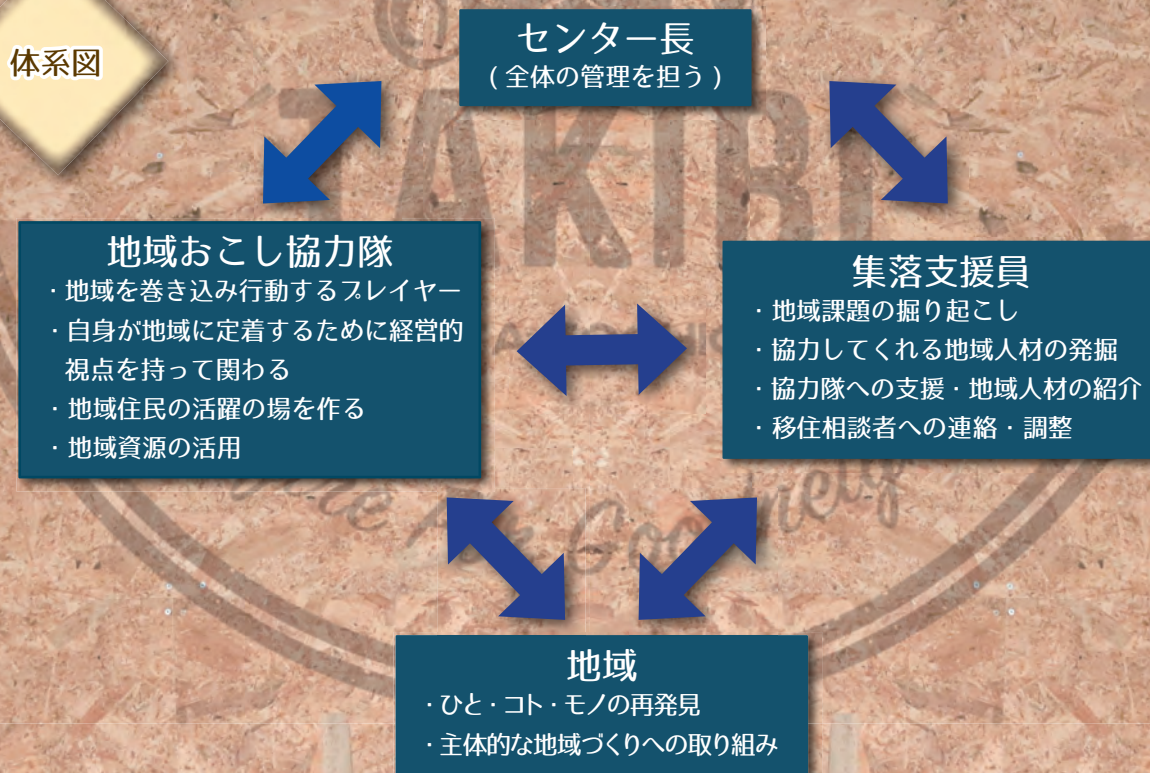 体系図
センター長
( 全体の管理を担う )
地域おこし協力隊
・地域を巻き込み行動するプレイヤー
・自身が地域に定着するために経営的
視点を持って関わる
・地域住民の活躍の場を作る
・地域資源の活用
集落支援員
・地域課題の掘り起こし
・協力してくれる地域人材の発掘
・協力隊への支援・地域人材の紹介
・移住相談者への連絡・調整
地域
・ひと・コト・モノの再発見
・主体的な地域づくりへの取り組み
TAKIBI